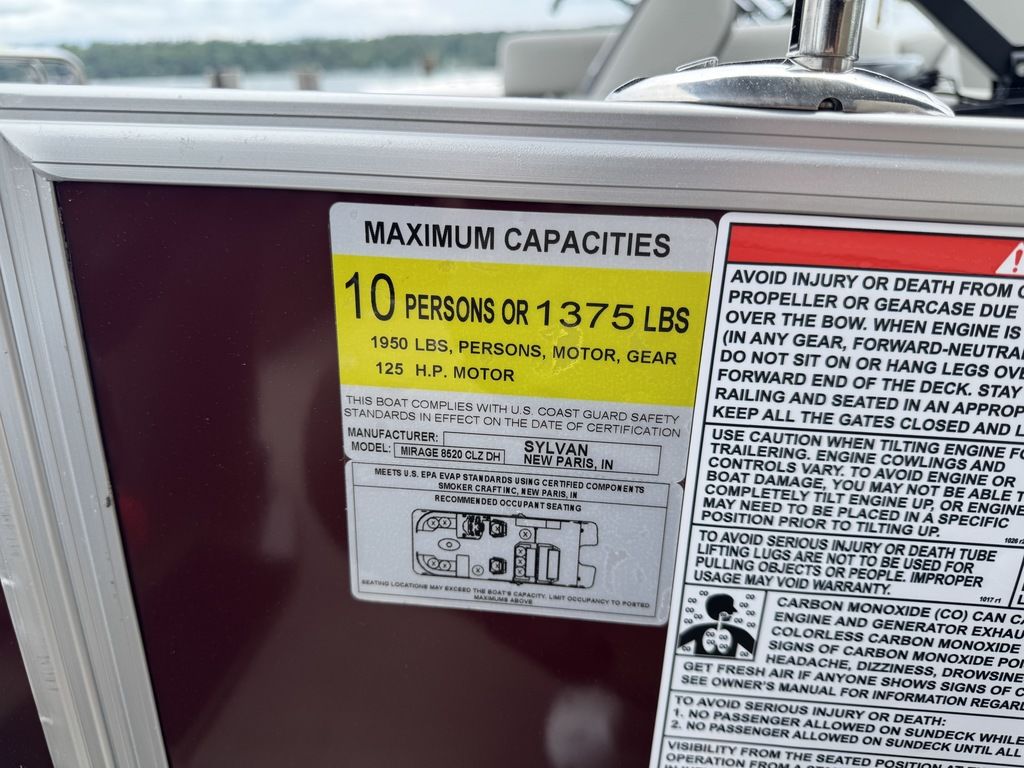 MAXIMUM CAPACITIES
10 PERSONS OR 1375 LBS
1950 LBS, PERSONS, MOTOR, GEAR
125 H.P. MOTOR
THIS BOAT COMPLIES WITH U.S. COAST GUARD SAFETY
STANDARDS IN EFFECT ON THE DATE OF CERTIFICATION
MANUFACTURER: SYLVAN
MODEL: MIRAGE 8520 CLZ DH NEW PARIS, IN
MEETS U.S. EPA EVAP STANDARDS USING CERTIFIED COMPONENTS
SMOKER CRAFT INC, NEW PARIS, IN
RECOMMENDED OCCUPANT SEATING
SEATING LOCATIONS MAY EXCEED THE BOAT'S CAPACITY. LIMIT OCCUPANCY TO POSTED
MAXIMUMS ABOVE
AVOID INJURY OR DEATH FROM
PROPELLER OR GEARCASE DUE
OVER THE BOW. WHEN ENGINE IS
(IN ANY GEAR, FORWARD-NEUTRA
DO NOT SIT ON OR HANG LEGS OV
FORWARD END OF THE DECK. STAY
RAILING AND SEATED IN AN APPROP
KEEP ALL THE GATES CLOSED AND L
USE CAUTION WHEN TILTING ENGINE FO
TRAILERING. ENGINE COWLINGS AND
CONTROLS VARY. TO AVOID ENGINE OR
BOAT DAMAGE, YOU MAY NOT BE ABLE T
COMPLETELY TILT ENGINE UP, OR ENGINE
MAY NEED TO BE PLACED IN A SPECIFIC
POSITION PRIOR TO TILTING UP.
TO AVOID SERIOUS INJURY OR DEATH TUBE
LIFTING LUGS ARE NOT TO BE USED FOR
PULLING OBJECTS OR PEOPLE. IMPROPER
USAGE MAY VOID WARRANTY. 1017 r1
CARBON MONOXIDE (CO) CAN CA
ENGINE AND GENERATOR EXHAU
COLORLESS CARBON MONOXIDE
SIGNS OF CARBON MONOXIDE POI
HEADACHE, DIZZINESS, DROWSINE
GET FRESH AIR IF ANYONE SHOWS SIGNS OF C
SEE OWNER'S MANUAL FOR INFORMATION REGARD
TO AVOID SERIOUS INJURY OR DEATH:
1. NO PASSENGER ALLOWED ON SUNDECK WHILE
2. NO PASSENGER ALLOWED ON SUNDECK UNTIL ALL
VISIBILITY FROM THE SEATED POSITION AT